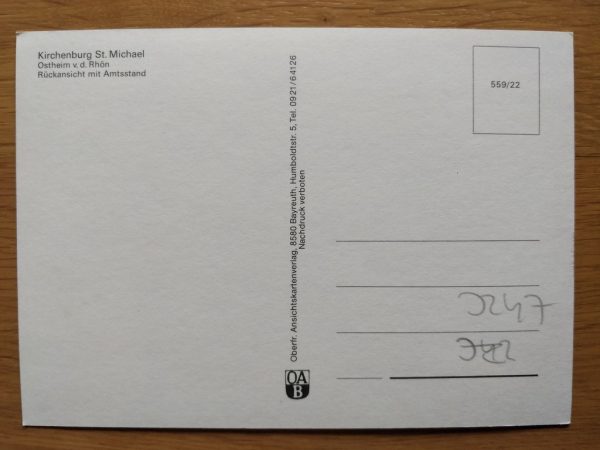 Kirchenburg St. Michael
Ostheim v. d. Rhön
Rückansicht mit Amtsstand
Oberfr. Ansichtskartenverlag, 8580 Bayreuth, Humboldtstr. 5, Tel. 0921/64126
Nachdruck verboten
OA
B
559/22